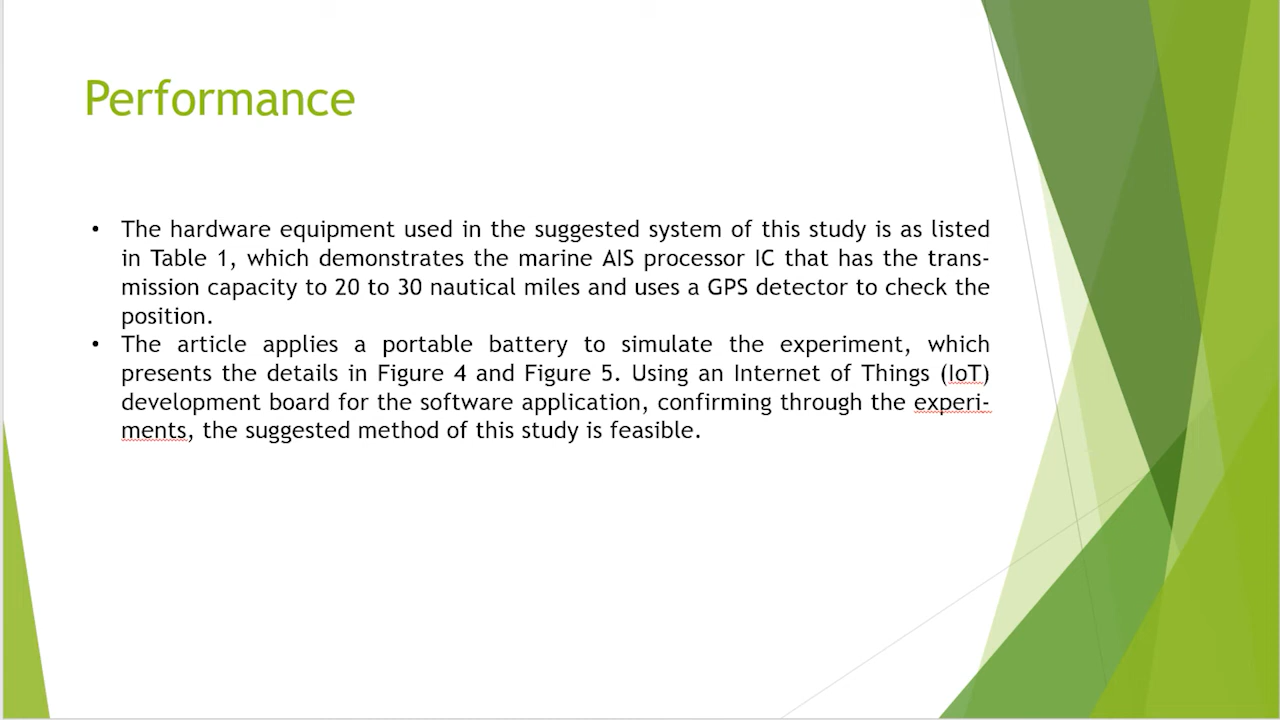 Performance
• The hardware equipment used in the suggested system of this study is as listed
in Table 1, which demonstrates the marine AIS processor IC that has the trans-
mission capacity to 20 to 30 nautical miles and uses a GPS detector to check the
position.
• The article applies a portable battery to simulate the experiment, which
presents the details in Figure 4 and Figure 5. Using an Internet of Things (IoT)
development board for the software application, confirming through the experi-
ments, the suggested method of this study is feasible.